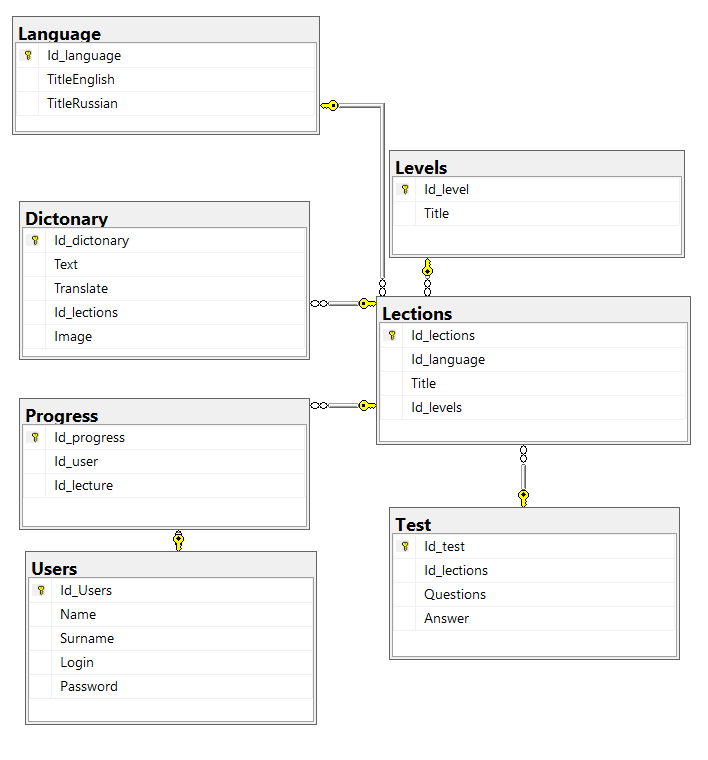 Language
Id_language
TitleEnglish
TitleRussian
Levels
Id_level
Title
Dictonary
Id_dictonary
Text
Translate
Id_lections
Image
Lections
Id_lections
Id_language
Title
Id_levels
Progress
Id_progress
Id_user
Id_lecture
Test
Id_test
Id_lections
Questions
Answer
Users
Id_Users
Name
Surname
Login
Password